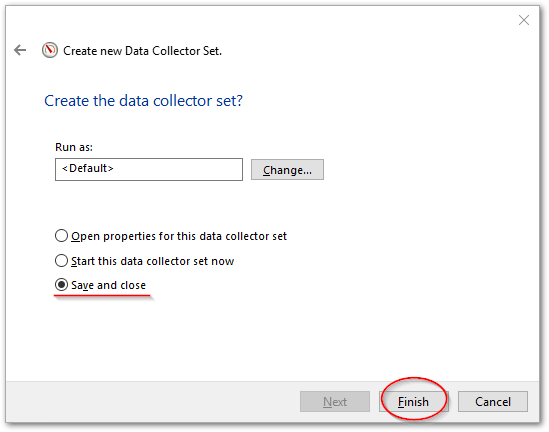 Create new Data Collector Set.
Create the data collector set?
Run as:
<Default>
Change...
Open properties for this data collector set
Start this data collector set now
Save and close
Next Finish Cancel